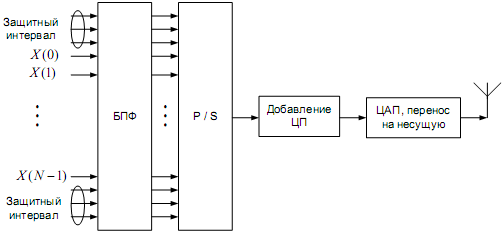 Защитный
интервал
X(0)
X(1)
X(N−1)
Защитный
интервал
БПФ
P / S
Добавление
ЦП
ЦАП, перенос
на несущую